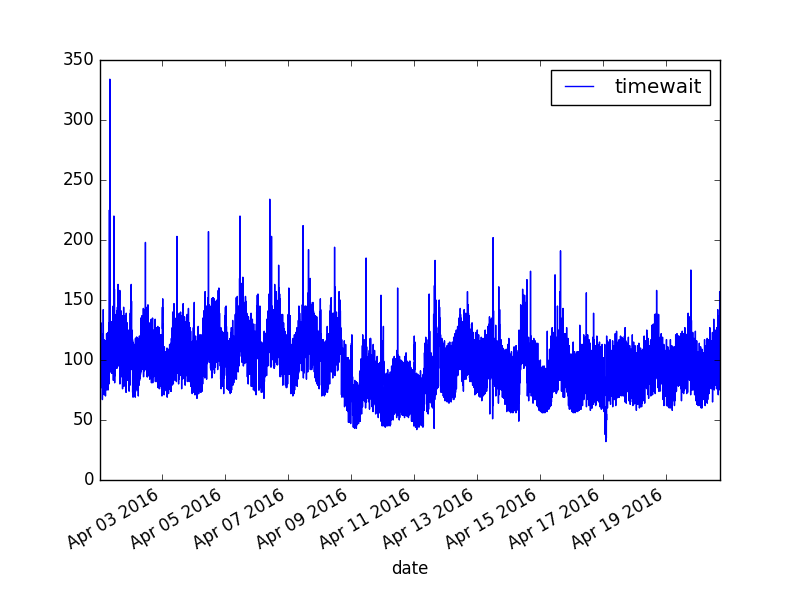 350
300
250
200
150
100
50
0
timewait
Apr 03 2016
Apr 05 2016
Apr 07 2016
Apr 09 2016
Apr 11 2016
Apr 13 2016
Apr 15 2016
Apr 17 2016
Apr 19 2016
date